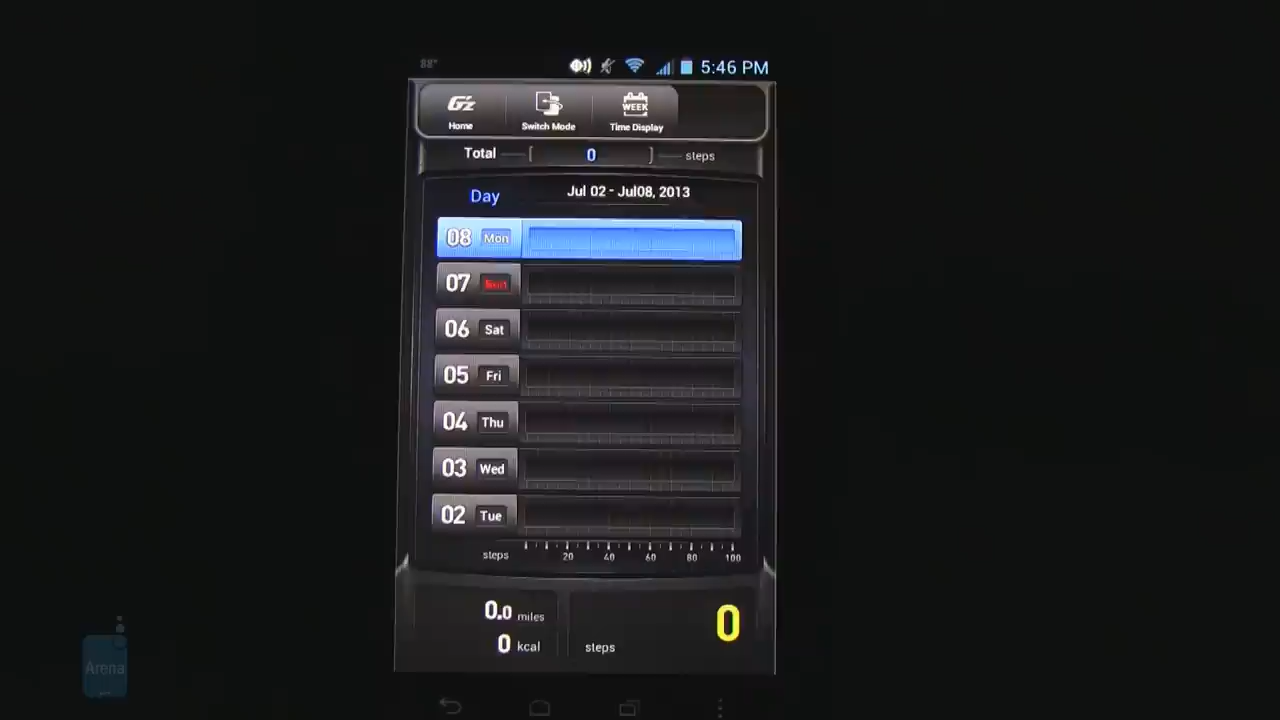 88°
5:46 PM
G'z
WEEK
Home
Switch Mode
Time Display
Total
0
steps
Day
Jul 02 - Jul08, 2013
08 Mon
07
06 Sat
05 Fri
04 Thu
03 Wed
02 Tue
steps 20 40 60 80 100
0.0 miles
0
0 kcal
steps
Arena